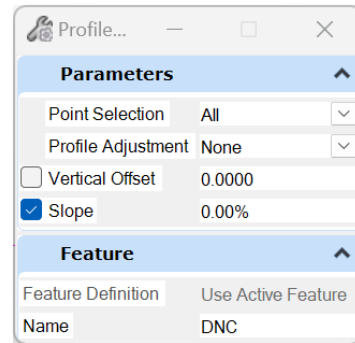 Profile...
Parameters
Point Selection All
Profile Adjustment None
Vertical Offset 0.0000
Slope 0.00%
Feature
Feature Definition Use Active Feature
Name DNC